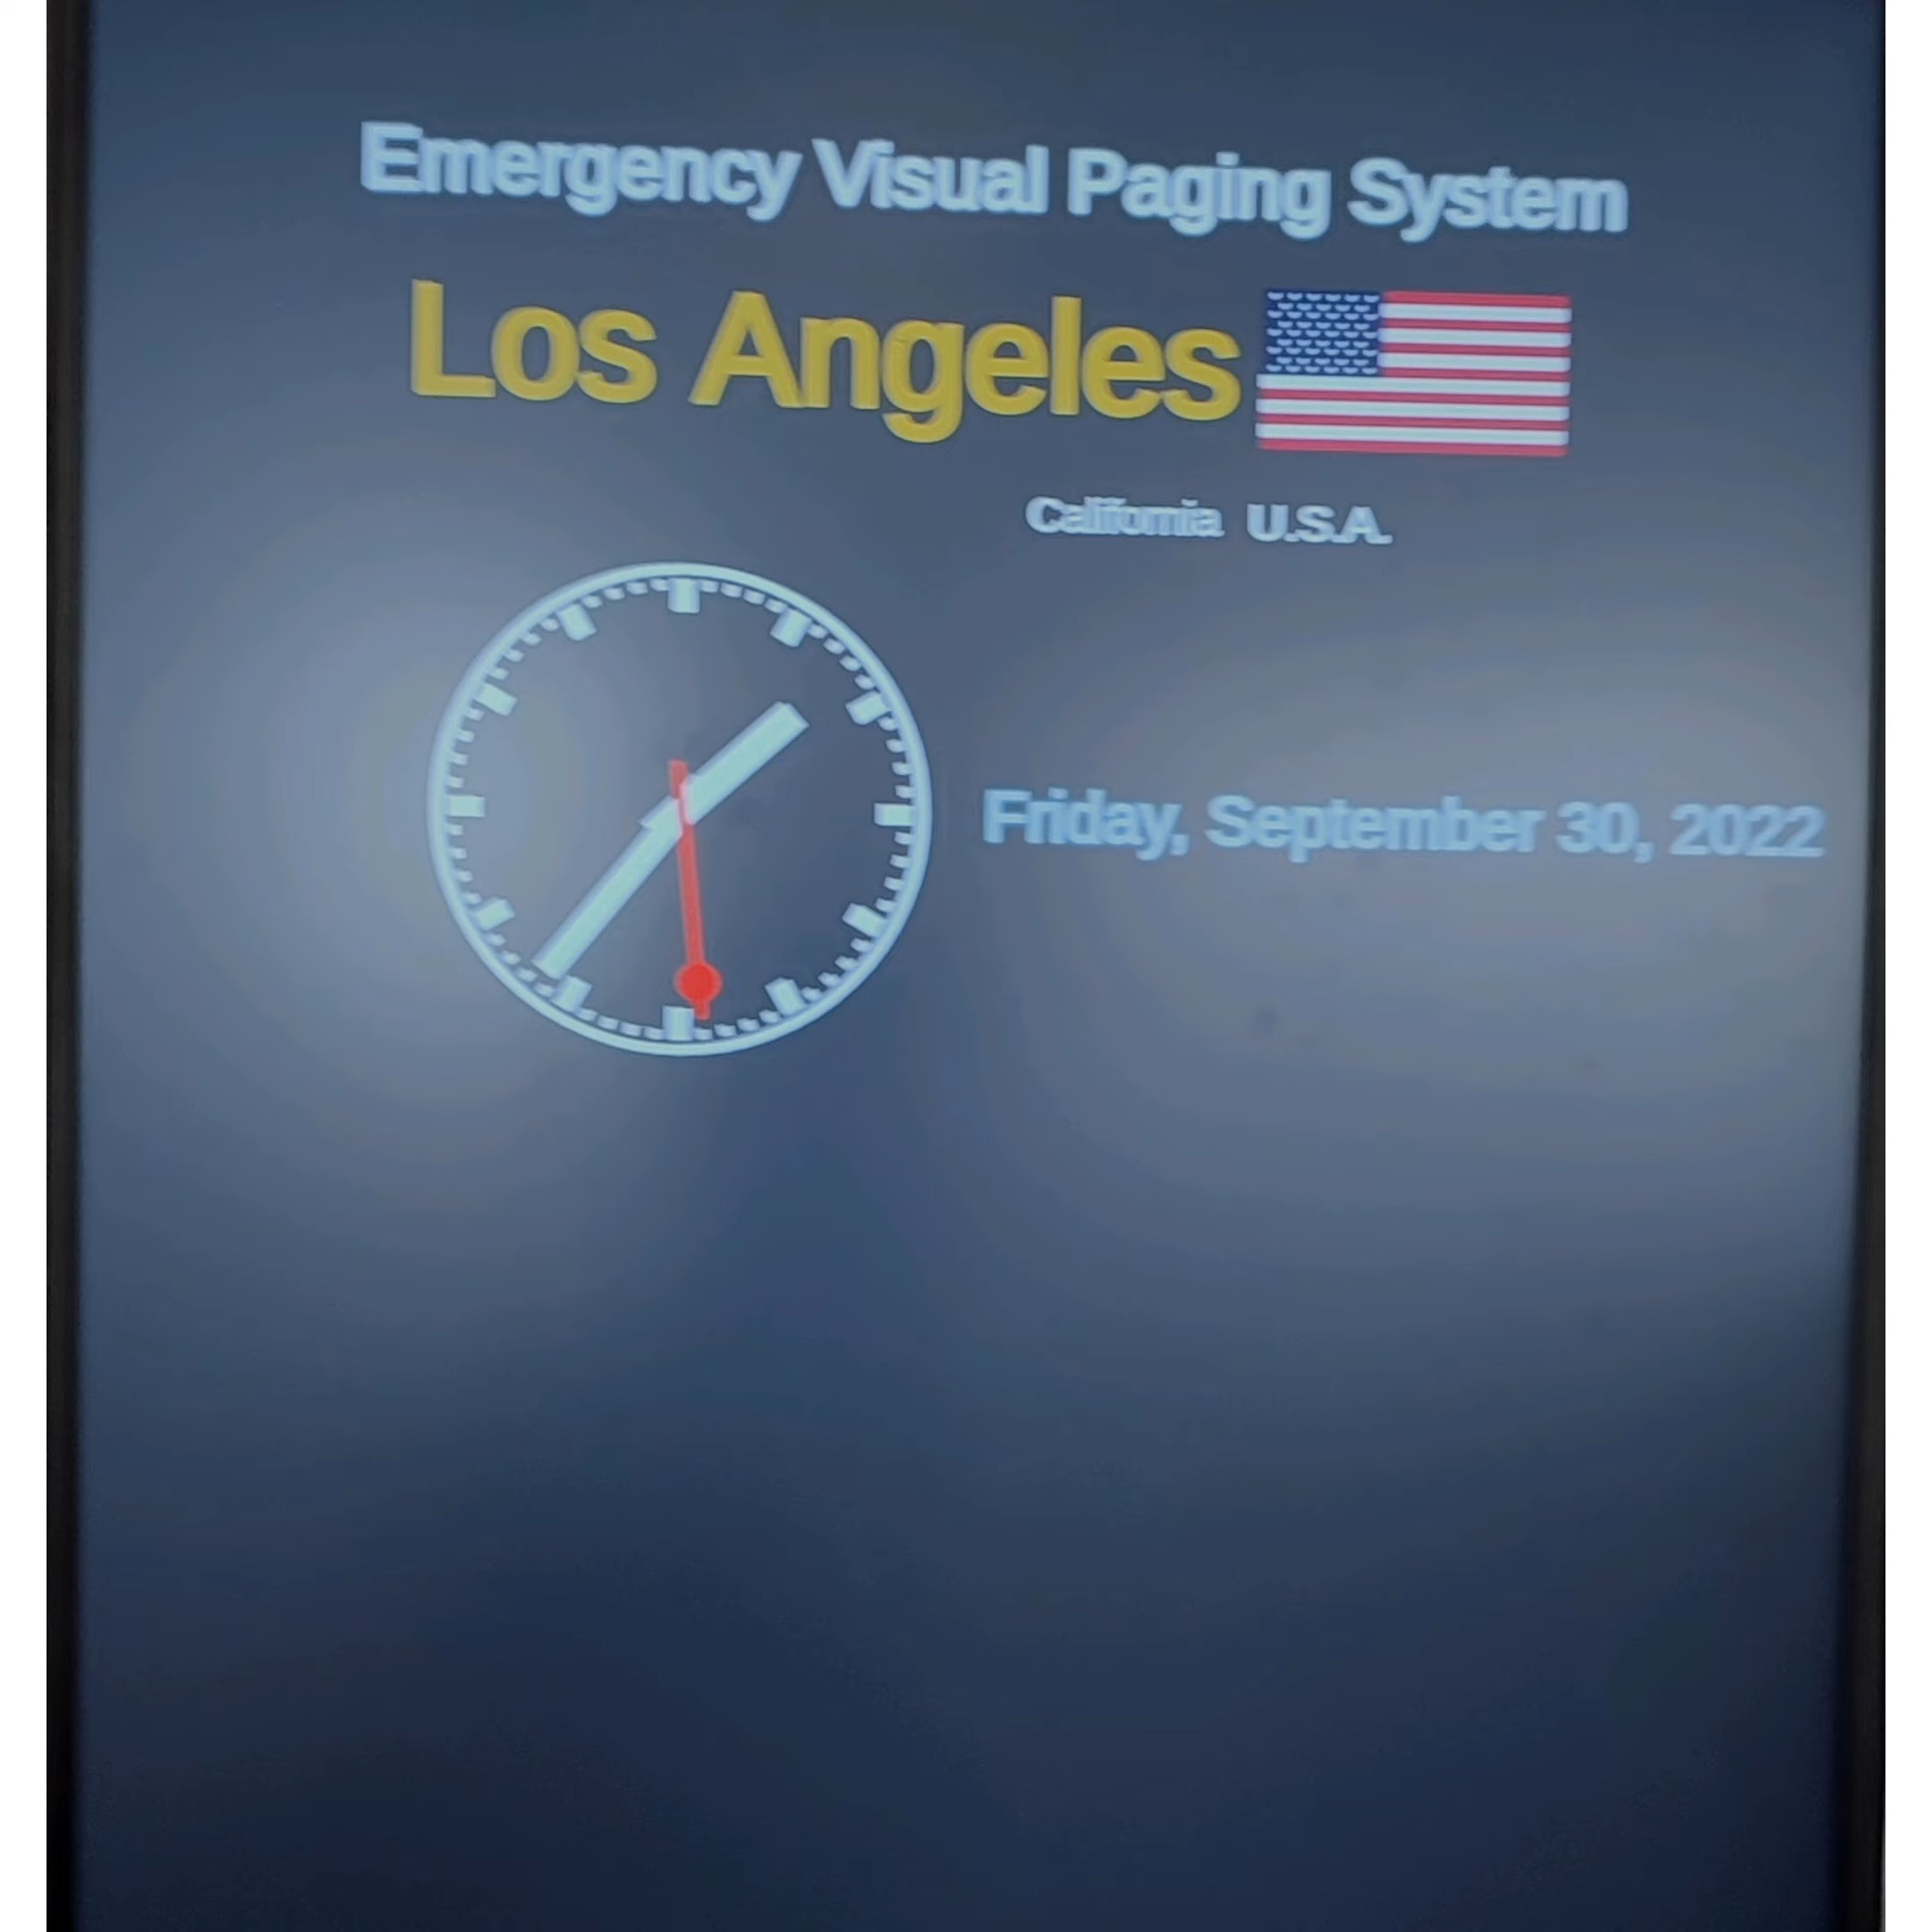 Emergency Visual Paging System
Los Angeles
California U.S.A.
Friday, September 30, 2022